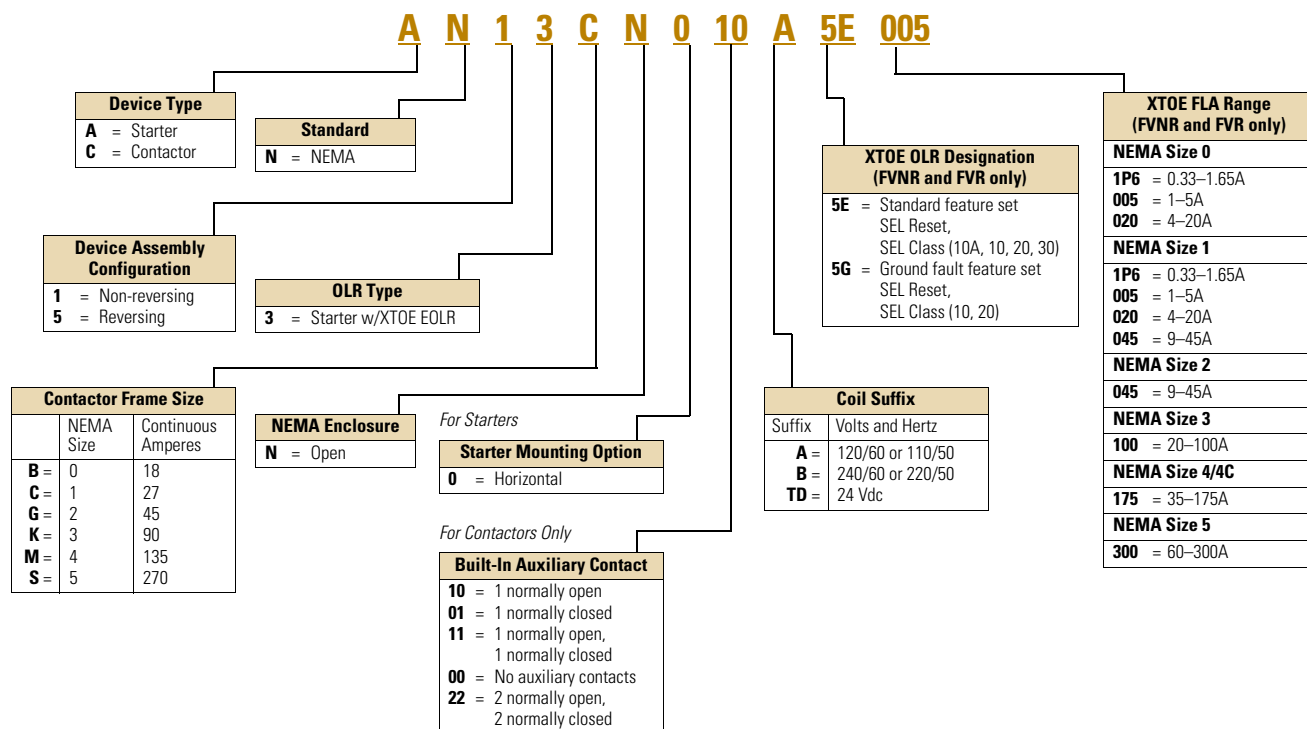 A N 1 3 C N 0 10 A 5E 005
Device Type
A = Starter
C = Contactor
Standard
N = NEMA
Device Assembly
Configuration
1 = Non-reversing
5 = Reversing
OLR Type
3 = Starter w/XTOE EOLR
Contactor Frame Size
NEMA Size Continuous Amperes
B = 0 18
C = 1 27
G = 2 45
K = 3 90
M = 4 135
S = 5 270
NEMA Enclosure
N = Open
For Starters
Starter Mounting Option
0 = Horizontal
For Contactors Only
Built-In Auxiliary Contact
10 = 1 normally open
01 = 1 normally closed
11 = 1 normally open,
1 normally closed
00 = No auxiliary contacts
22 = 2 normally open,
2 normally closed
Coil Suffix
Suffix Volts and Hertz
A = 120/60 or 110/50
B = 240/60 or 220/50
TD = 24 Vdc
XTOE OLR Designation
(FVNR and FVR only)
5E = Standard feature set
SEL Reset,
SEL Class (10A, 10, 20, 30)
5G = Ground fault feature set
SEL Reset,
SEL Class (10, 20)
XTOE FLA Range
(FVNR and FVR only)
NEMA Size 0
1P6 = 0.33–1.65A
005 = 1–5A
020 = 4–20A
NEMA Size 1
1P6 = 0.33–1.65A
005 = 1–5A
020 = 4–20A
045 = 9–45A
NEMA Size 2
045 = 9–45A
NEMA Size 3
100 = 20–100A
NEMA Size 4/4C
175 = 35–175A
NEMA Size 5
300 = 60–300A